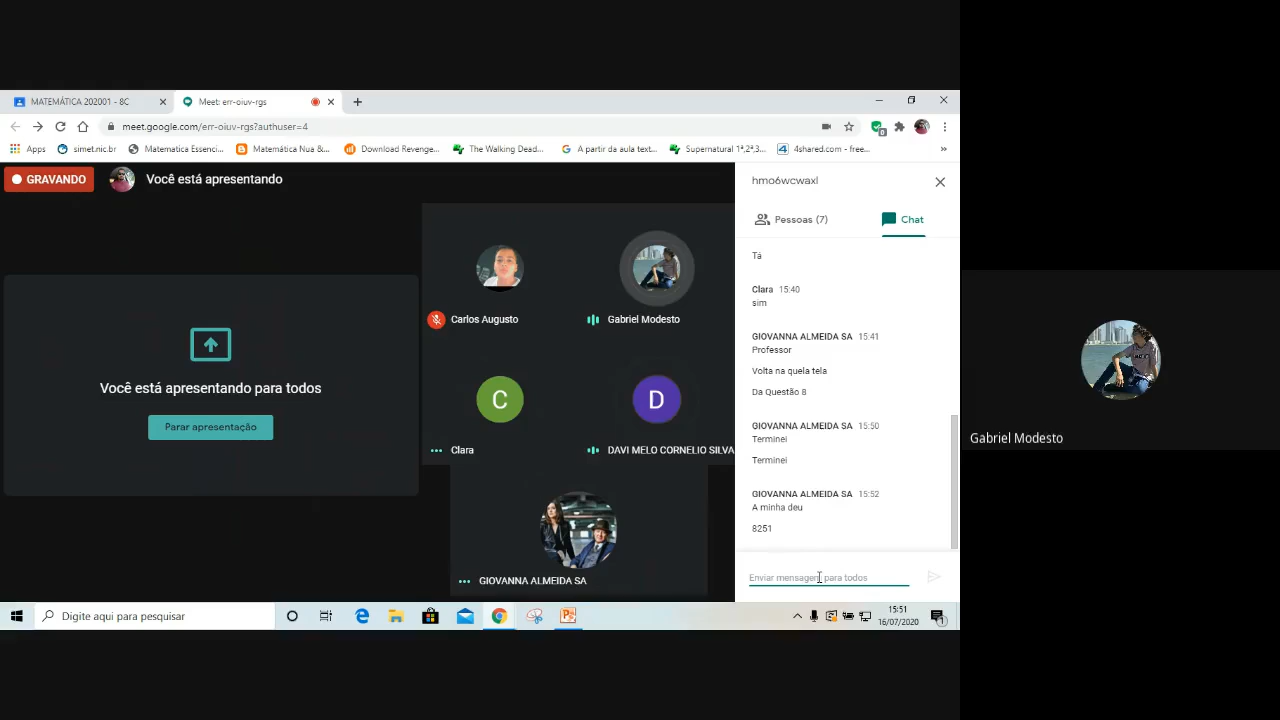 MATEMÁTICA 202001 - 8C
Meet: err-oiuv-rgs
meet.google.com/err-oiuv-rgs?authuser=4
Apps
simet.nic.br
Matematica Essenci...
Matemática Nua &...
Download Revenge...
The Walking Dead...
A partir da aula text...
Supernatural 1ª,2ª,3...
4shared.com - free...
»
GRAVANDO
Você está apresentando
Você está apresentando para todos
Parar apresentação
Carlos Augusto
Gabriel Modesto
C
Clara
D
DAVI MELO CORNELIO SILVA
GIOVANNA ALMEIDA SA
hmo6wcwaxl
Pessoas (7)
Chat
Tá
Clara 15:40
sim
GIOVANNA ALMEIDA SA 15:41
Professor
Volta na quela tela
Da Questão 8
GIOVANNA ALMEIDA SA 15:50
Terminei
Terminei
GIOVANNA ALMEIDA SA 15:52
A minha deu
8251
Enviar mensagem para todos
Digite aqui para pesquisar
15:51
16/07/2020
Gabriel Modesto